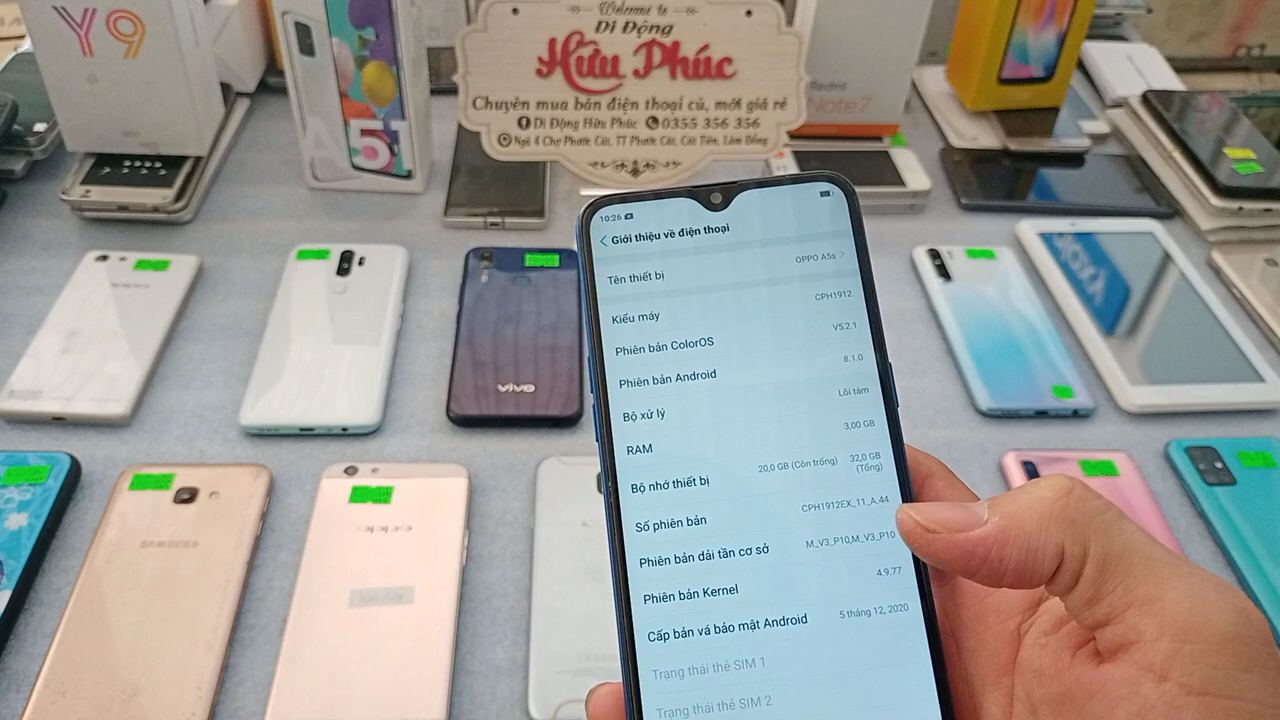 Y9
A51
Welcome to
Di Động
Hữu Phúc
Chuyên mua bán điện thoại cũ, mới giá rẻ
Di Động Hữu Phúc 0355 356 356
Ngã 4 Chợ Phước Cát, TT Phước Cát, Cát Tiên, Lâm Đồng
Redmi
Note7
10:26
Giới thiệu về điện thoại
Tên thiết bị OPPO A5s
Kiểu máy CPH1912
Phiên bản ColorOS V5.2.1
Phiên bản Android 8.1.0
Bộ xử lý Lõi tám
RAM 3,00 GB
Bộ nhớ thiết bị 20,0 GB (Còn trống) 32,0 GB (Tổng)
Số phiên bản CPH1912EX_11_A.44
Phiên bản dải tần cơ sở M_V3_P10,M_V3_P10
Phiên bản Kernel 4.9.77
Cấp bản vá bảo mật Android 5 tháng 12, 2020
Trạng thái thẻ SIM 1
Trạng thái thẻ SIM 2
vivo
SAMSUNG
oppo